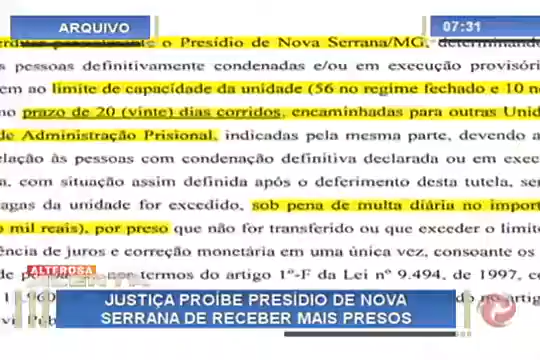 ARQUIVO
07:31
o Presídio de Nova Serrana/MG, determinando
s pessoas definitivamente condenadas e/ou em execução provisóri
em ao limite de capacidade da unidade (56 no regime fechado e 10 n
no prazo de 20 (vinte) dias corridos, encaminhadas para outras Unid
de Administração Prisional, indicadas pela mesma parte, devendo a
elação às pessoas com condenação definitiva declarada ou em exec
a, com situação assim definida após o deferimento desta tutela, se
agas da unidade for excedido, sob pena de multa diária no import
o mil reais), por preso que não for transferido ou que exceder o limit
ência de juros e correção monetária em uma única vez, consoante os
nos termos do artigo 1º-F da Lei nº 9.494, de 1997, c
ALTEROSA
JUSTIÇA PROÍBE PRESÍDIO DE NOVA
SERRANA DE RECEBER MAIS PRESOS